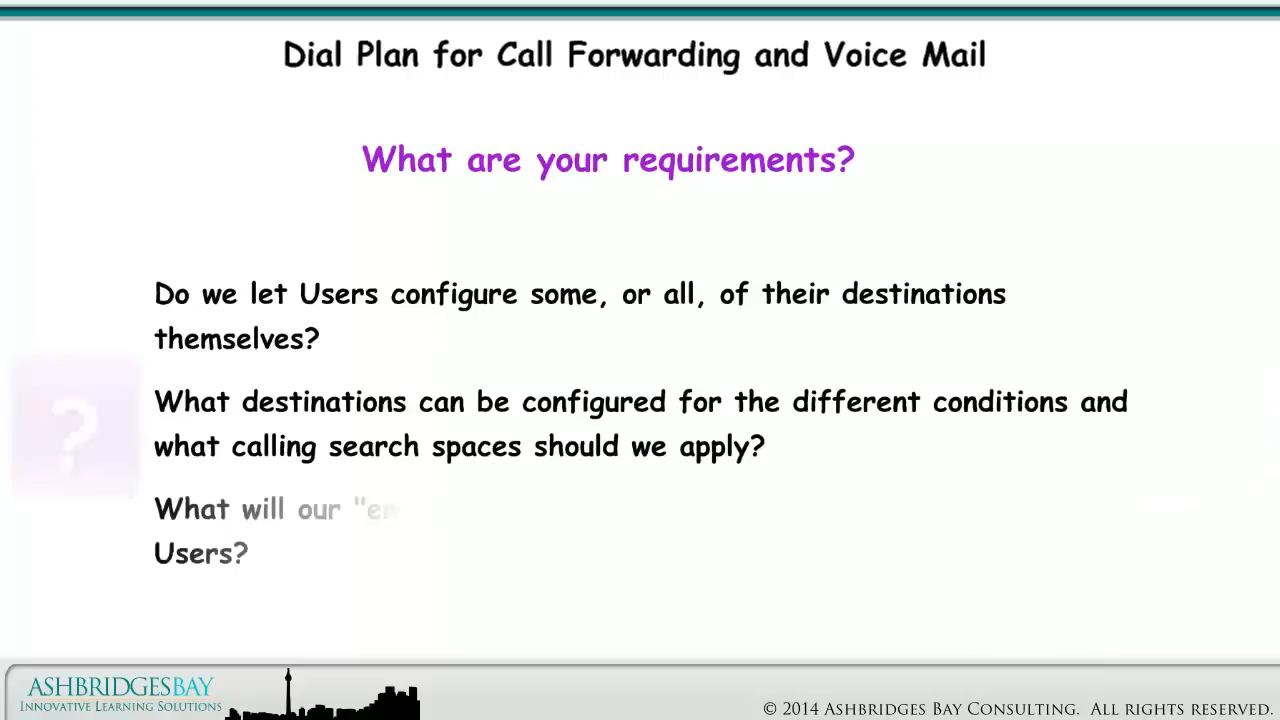 Dial Plan for Call Forwarding and Voice Mail
What are your requirements?
Do we let Users configure some, or all, of their destinations
themselves?
?
What destinations can be configured for the different conditions and
what calling search spaces should we apply?
What will our
Users?
ASHBRIDGESBAY
INNOVATIVE LEARNING SOLUTIONS
© 2014 ASHBRIDGES BAY CONSULTING. ALL RIGHTS RESERVED.